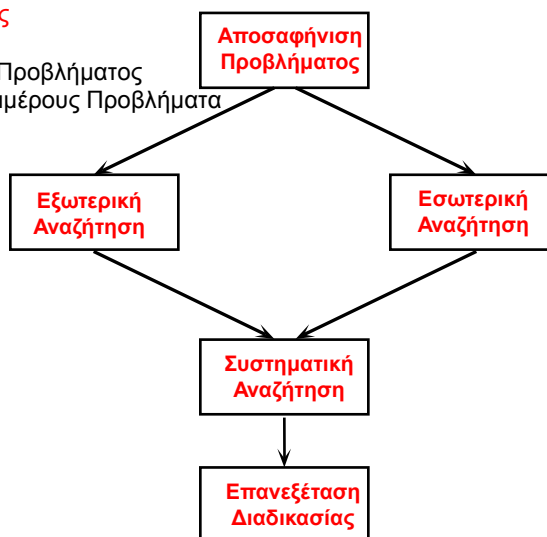 ς
Αποσαφήνιση
Προβλήματος
Προβλήματος
μέρους Προβλήματα
Εξωτερική
Αναζήτηση
Εσωτερική
Αναζήτηση
Συστηματική
Αναζήτηση
Επανεξέταση
Διαδικασίας